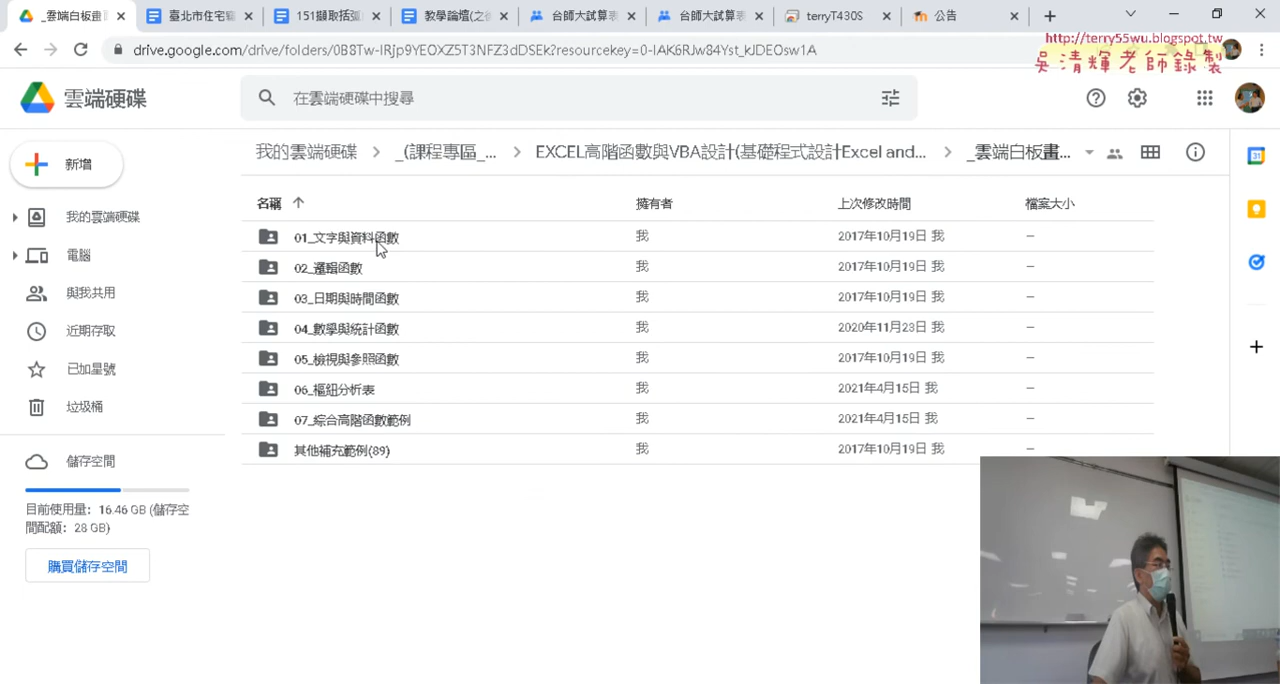 _雲端白板畫
臺北市住宅竊
151擷取括弧
教學論壇(之後
台師大試算表
台師大試算表
terryT430S
公告
drive.google.com/drive/folders/0B8Tw-lRJp9YEOXZ5T3NFZ3dDSEk?resourcekey=0-lAK6RJw84Yst_kJDEOsw1A
http://terry55wu.blogspot.tw
吳清輝老師錄製
雲端硬碟
在雲端硬碟中搜尋
新增
我的雲端硬碟
電腦
與我共用
近期存取
已加星號
垃圾桶
儲存空間
目前使用量：16.46 GB (儲存空
間配額：28 GB)
購買儲存空間
我的雲端硬碟 > _(課程專區_... > EXCEL高階函數與VBA設計(基礎程式設計Excel and... > _雲端白板畫...
名稱 擁有者 上次修改時間 檔案大小
01_文字與資料函數 我 2017年10月19日 我 –
02_邏輯函數 我 2017年10月19日 我 –
03_日期與時間函數 我 2017年10月19日 我 –
04_數學與統計函數 我 2020年11月23日 我 –
05_檢視與參照函數 我 2017年10月19日 我 –
06_樞紐分析表 我 2021年4月15日 我 –
07_綜合高階函數範例 我 2021年4月15日 我 –
其他補充範例(89) 我 2017年10月19日 我 –
31